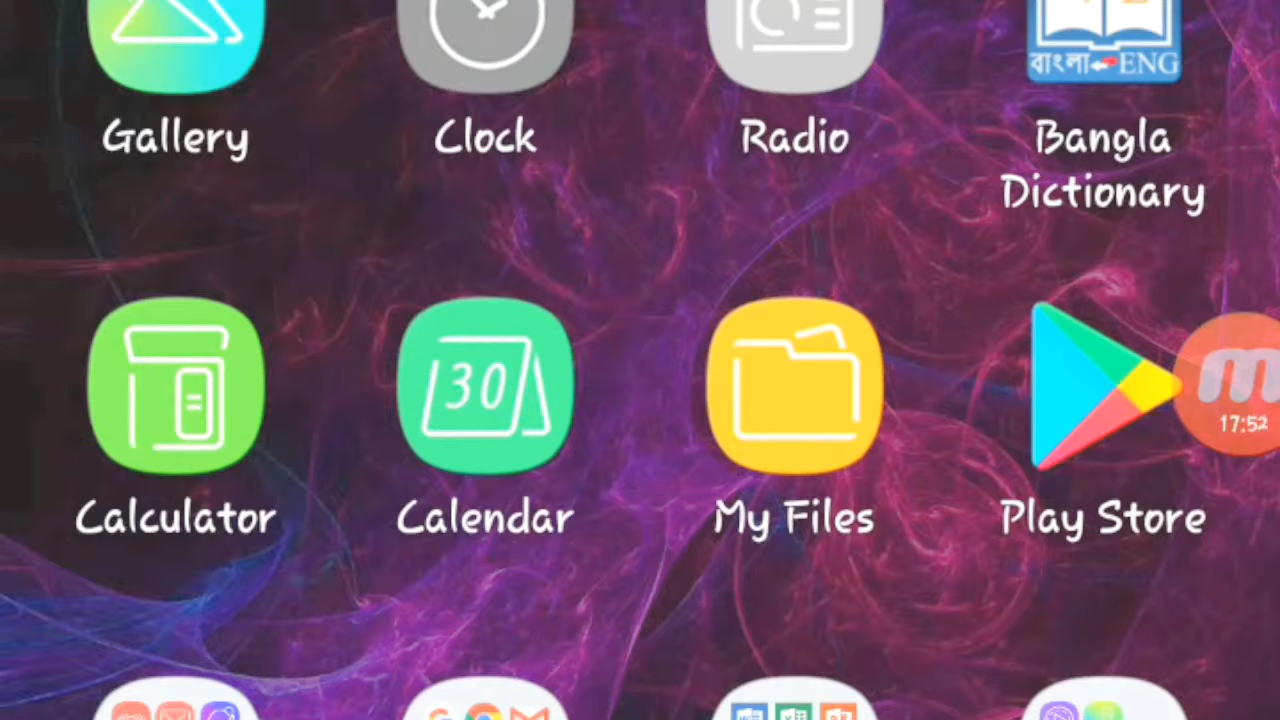 বাংলা ENG
Gallery
Clock
Radio
Bangla
Dictionary
30
m
17:52
Calculator
Calendar
My Files
Play Store